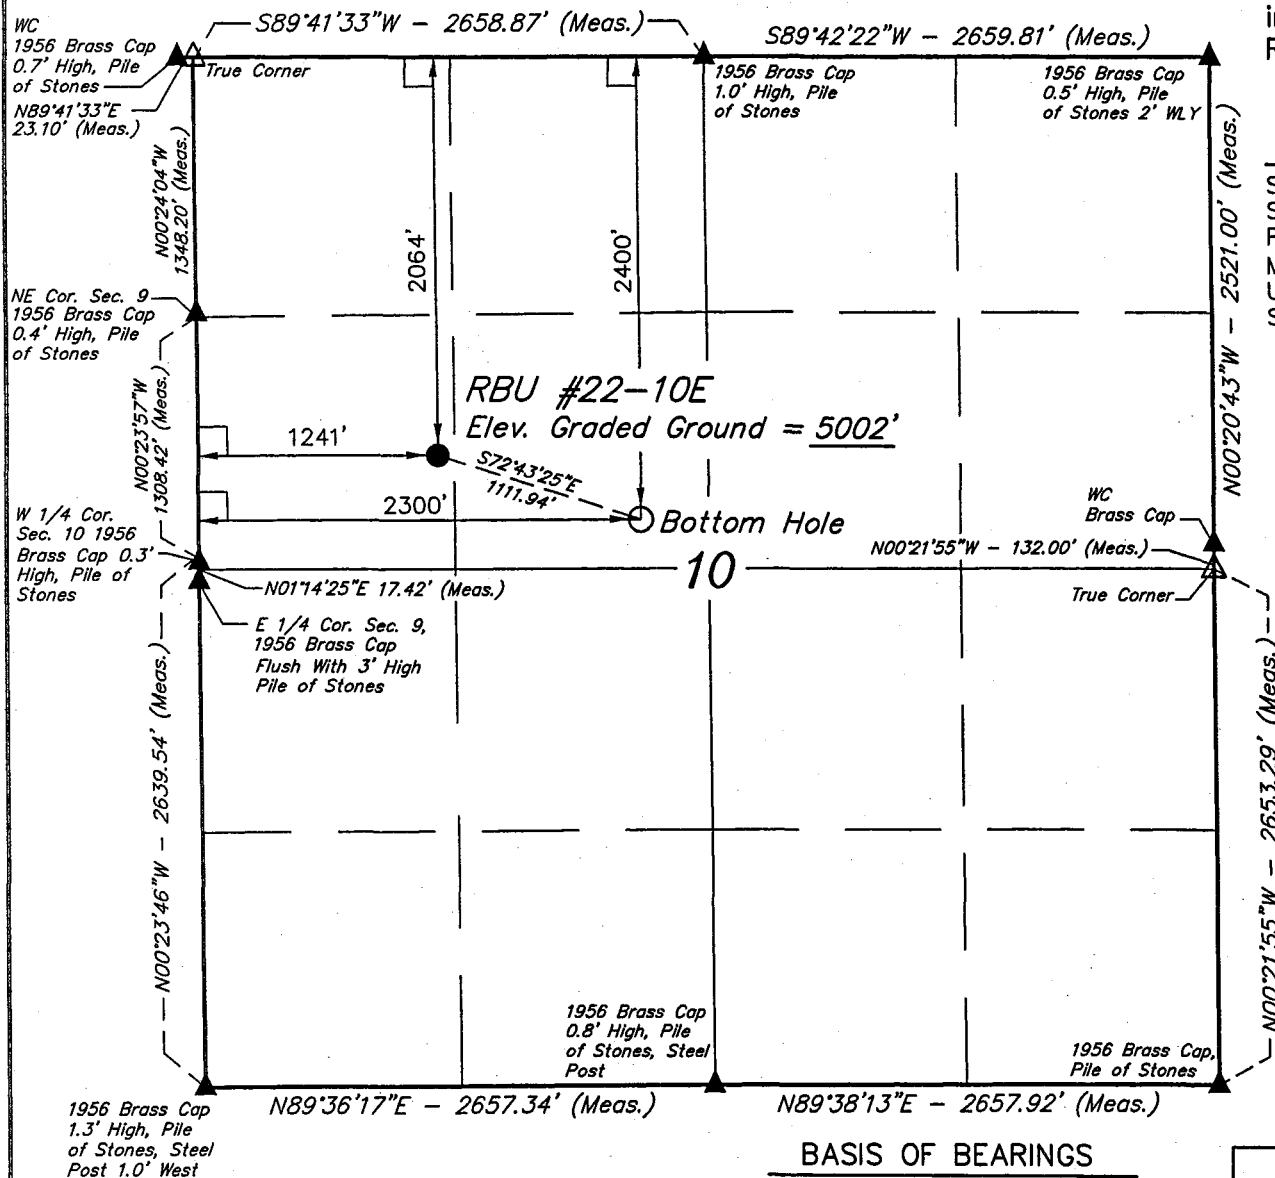 S89°41'33"W - 2658.87' (Meas.)
S89°42'22"W - 2659.81' (Meas.)
WC
1956 Brass Cap
0.7' High, Pile
of Stones
True Corner
N89°41'33"E
23.10' (Meas.)
1956 Brass Cap
1.0' High, Pile
of Stones
1956 Brass Cap
0.5' High, Pile
of Stones 2' WLY
N00°24'04"W
1348.20' (Meas.)
2064'
2400'
N00°20'43"W - 2521.00' (Meas.)
NE Cor. Sec. 9
1956 Brass Cap
0.4' High, Pile
of Stones
N00°23'57"W
1308.42' (Meas.)
RBU #22-10E
Elev. Graded Ground = 5002'
1241'
S72°43'25"E
1111.94'
2300'
Bottom Hole
W 1/4 Cor.
Sec. 10 1956
Brass Cap 0.3'
High, Pile of
Stones
WC
Brass Cap
N00°21'55"W - 132.00' (Meas.)
10
True Corner
N01°14'25"E 17.42' (Meas.)
E 1/4 Cor. Sec. 9,
1956 Brass Cap
Flush With 3' High
Pile of Stones
N00°23'46"W - 2639.54' (Meas.)
N00°21'55"W - 2653.29' (Meas.)
1956 Brass Cap
0.8' High, Pile
of Stones, Steel
Post
1956 Brass Cap,
Pile of Stones
1956 Brass Cap
1.3' High, Pile
of Stones, Steel
Post 1.0' West
N89°36'17"E - 2657.34' (Meas.)
N89°38'13"E - 2657.92' (Meas.)
BASIS OF BEARINGS